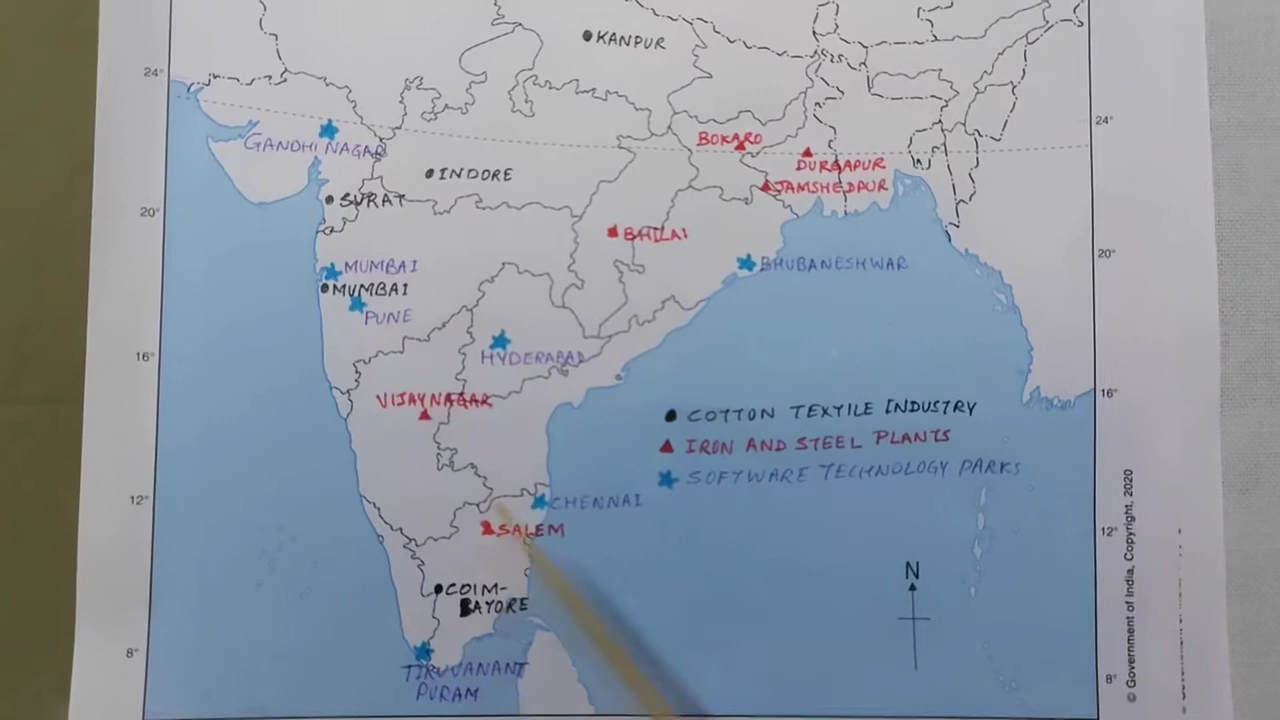 KANPUR
24°
24°
BOKARO
GANDHI NAGAR
DURGAPUR
INDORE
JAMSHEDPUR
SURAT
20°
BHILAI
20°
BHUBANESHWAR
MUMBAI
MUMBAI
PUNE
16°
HYDERABAD
16°
VIJAYNAGAR
COTTON TEXTILE INDUSTRY
IRON AND STEEL PLANTS
SOFTWARE TECHNOLOGY PARKS
12°
CHENNAI
SALEM
12°
N
COIM-
BATORE
8°
TIRUVANANT
PURAM
8°
© Government of India, Copyright, 2020